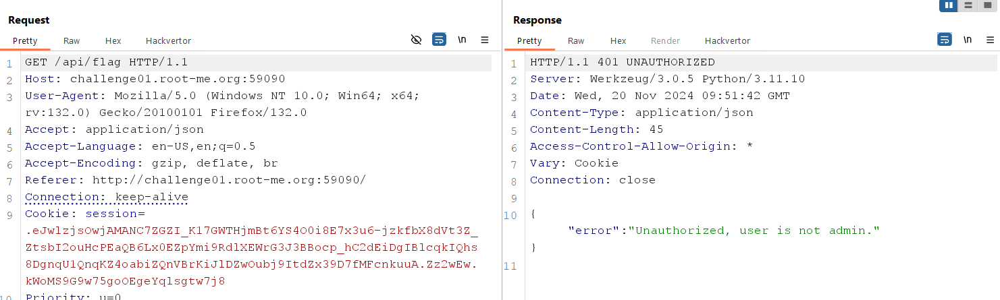 Request
Pretty Raw Hex Hackvertor
\n
1 GET /api/flag HTTP/1.1
2 Host: challenge01.root-me.org:59090
3 User-Agent: Mozilla/5.0 (Windows NT 10.0; Win64; x64;
rv:132.0) Gecko/20100101 Firefox/132.0
4 Accept: application/json
5 Accept-Language: en-US,en;q=0.5
6 Accept-Encoding: gzip, deflate, br
7 Referer: http://challenge01.root-me.org:59090/
8 Connection: keep-alive
9 Cookie: session=
.eJwlzjsOwjAMANC7ZGZI_K17GWTHjmBt6YS4O0i8E7x3u6-jzkfbX8dVt3Z_
ZtsbI2ouHcPEaQB6Lx0EZpYmi9RdlXEWrG3J3BBocp_hC2dEiDgIBlcqkIQhs
8DgnqU1QnqKZ4oabiZQnVBrKiJlDZwOubj9ItdZx39D7fMFcnkuuA.Zz2wEw.
kWoMS9G9w75goOEgeYqlsgtw7j8
10 Priority: u=0
Response
Pretty Raw Hex Render Hackvertor
\n
1 HTTP/1.1 401 UNAUTHORIZED
2 Server: Werkzeug/3.0.5 Python/3.11.10
3 Date: Wed, 20 Nov 2024 09:51:42 GMT
4 Content-Type: application/json
5 Content-Length: 45
6 Access-Control-Allow-Origin: *
7 Vary: Cookie
8 Connection: close
9
10 {
"error":"Unauthorized, user is not admin."
}
11